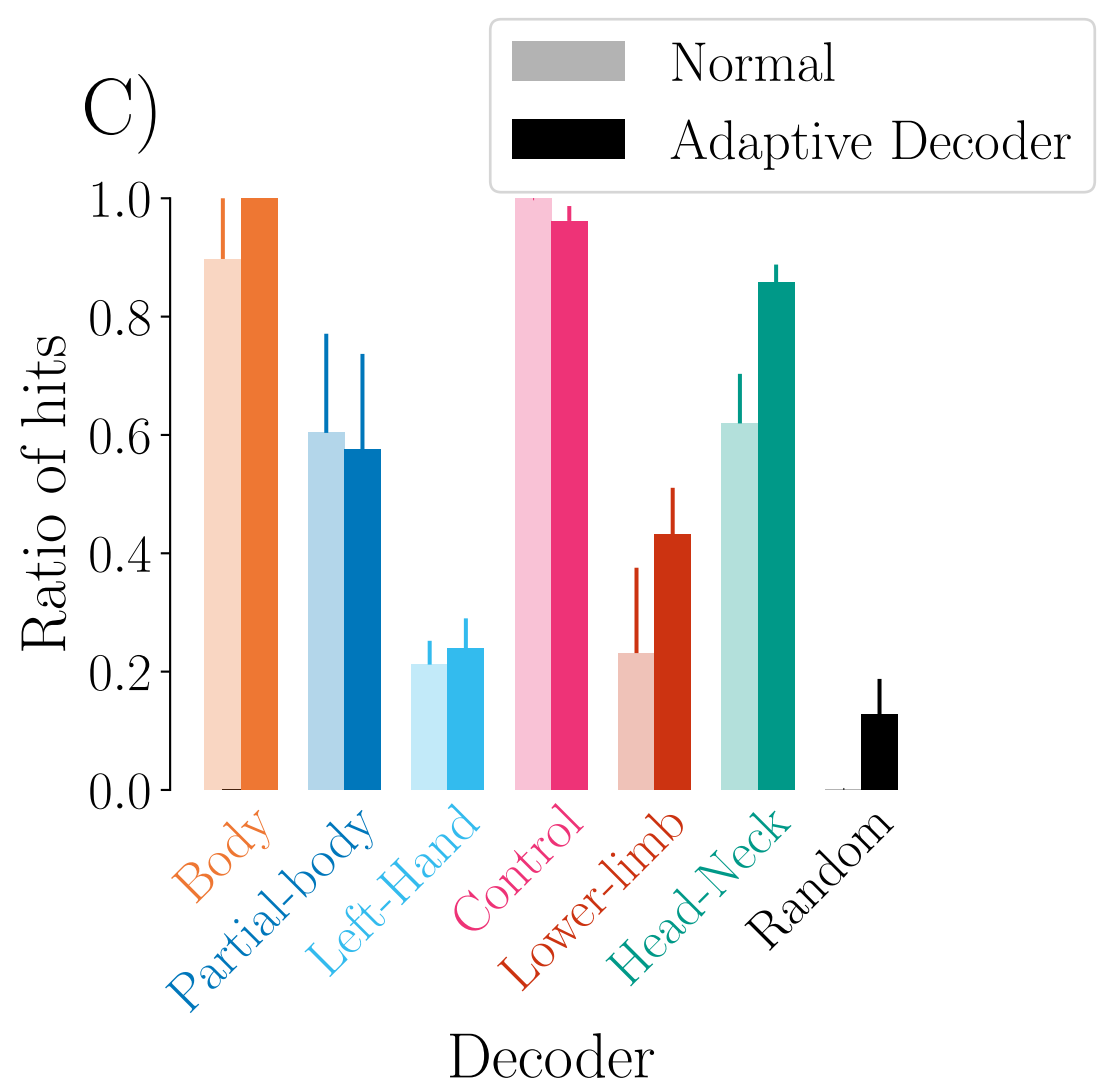 Normal
Adaptive Decoder
C)
1.0
0.8
0.6
0.4
0.2
0.0
Ratio of hits
Body
Partial-body
Left-Hand
Control
Lower-limb
Head-Neck
Random
Decoder